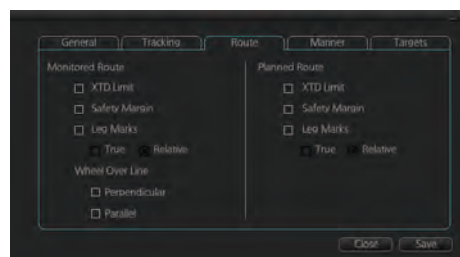 General Tracking Route Manner Targets
Monitored Route
XTD Limit
Safety Margin
Leg Marks
True Relative
Wheel Over Line
Perpendicular
Parallel
Planned Route
XTD Limit
Safety Margin
Leg Marks
True Relative
Close Save